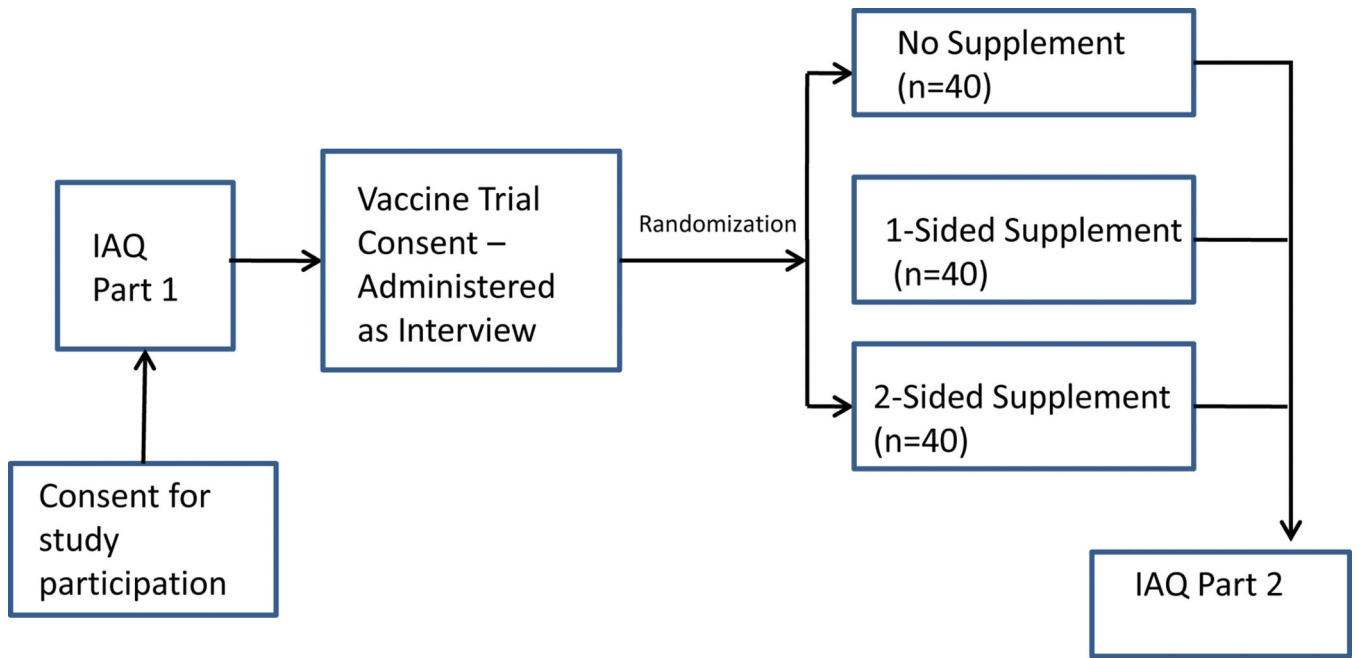 Consent for
study
participation
IAQ
Part 1
Vaccine Trial
Consent –
Administered
as Interview
Randomization
No Supplement
(n=40)
1-Sided Supplement
(n=40)
2-Sided Supplement
(n=40)
IAQ Part 2